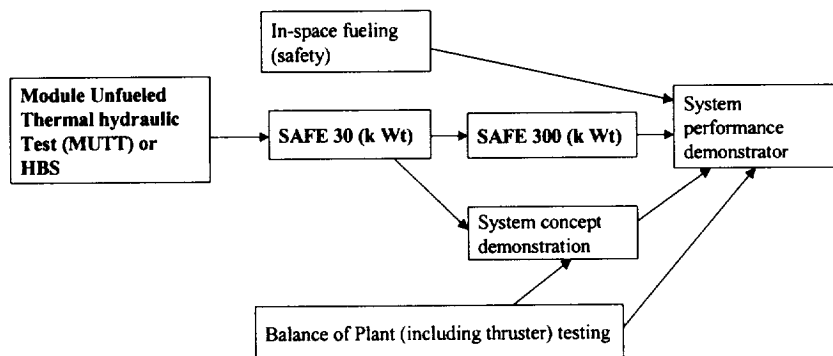 In-space fueling
(safety)
Module Unfueled
Thermal hydraulic
Test (MUTT) or
HBS
SAFE 30 (k Wt)
SAFE 300 (k Wt)
System
performance
demonstrator
System concept
demonstration
Balance of Plant (including thruster) testing